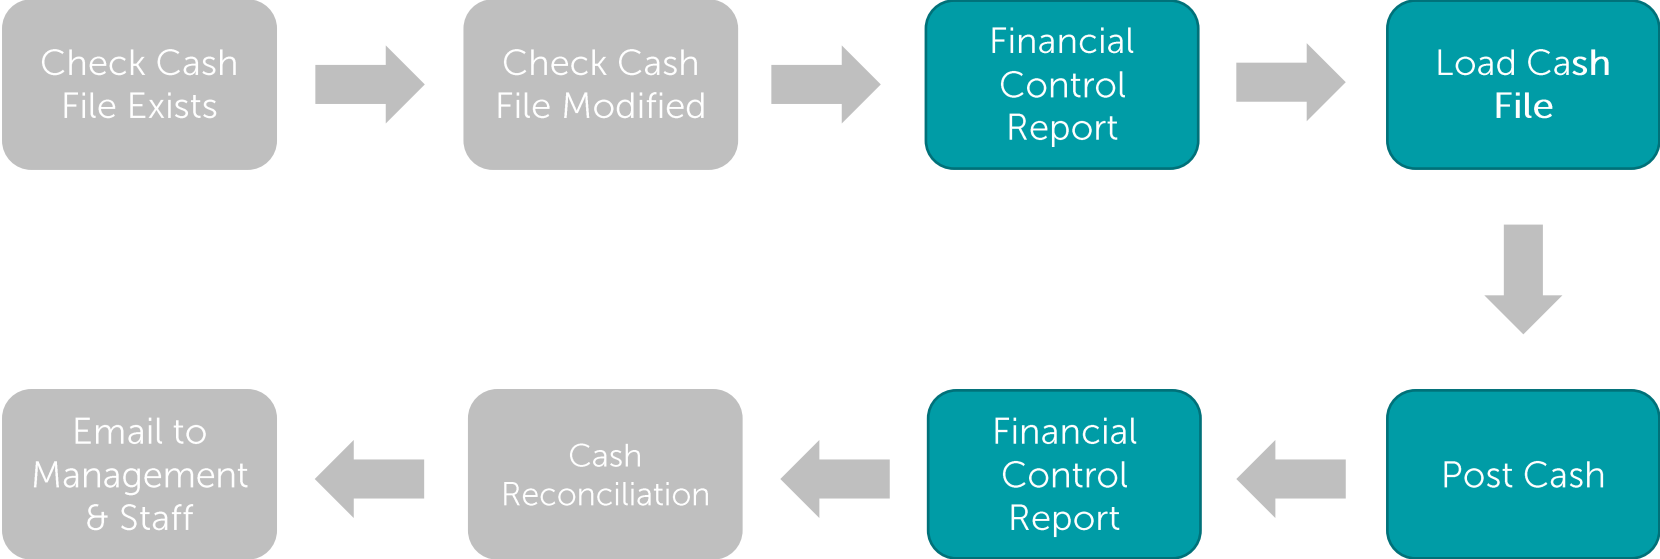 Check Cash
File Exists
Check Cash
File Modified
Financial
Control
Report
Load Cash
File
Email to
Management
& Staff
Cash
Reconciliation
Financial
Control
Report
Post Cash